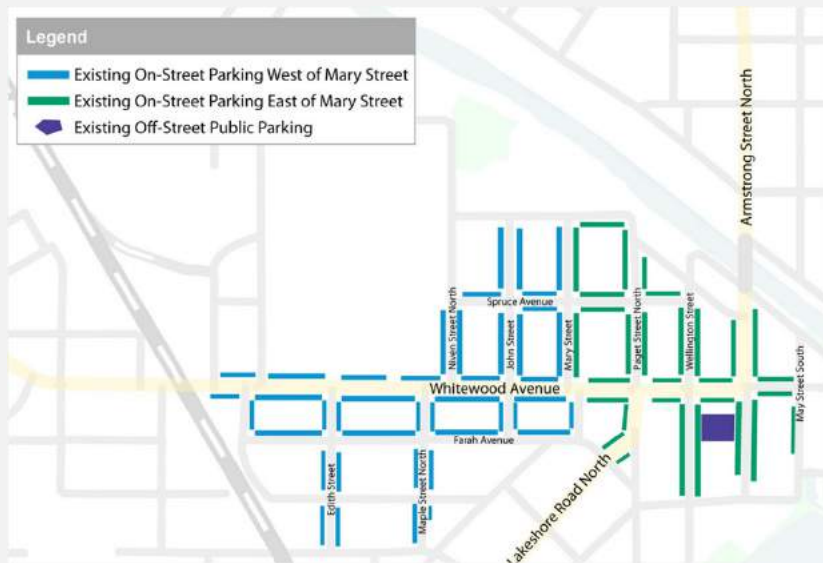 Legend
Existing On-Street Parking West of Mary Street
Existing On-Street Parking East of Mary Street
Existing Off-Street Public Parking
Armstrong Street North
Spruce Avenue
Niven Street North
John Street
Mary Street
Paget Street North
Wellington Street
May Street South
Whitewood Avenue
Farah Avenue
Edith Street
Maple Street North
Lakeshore Road North